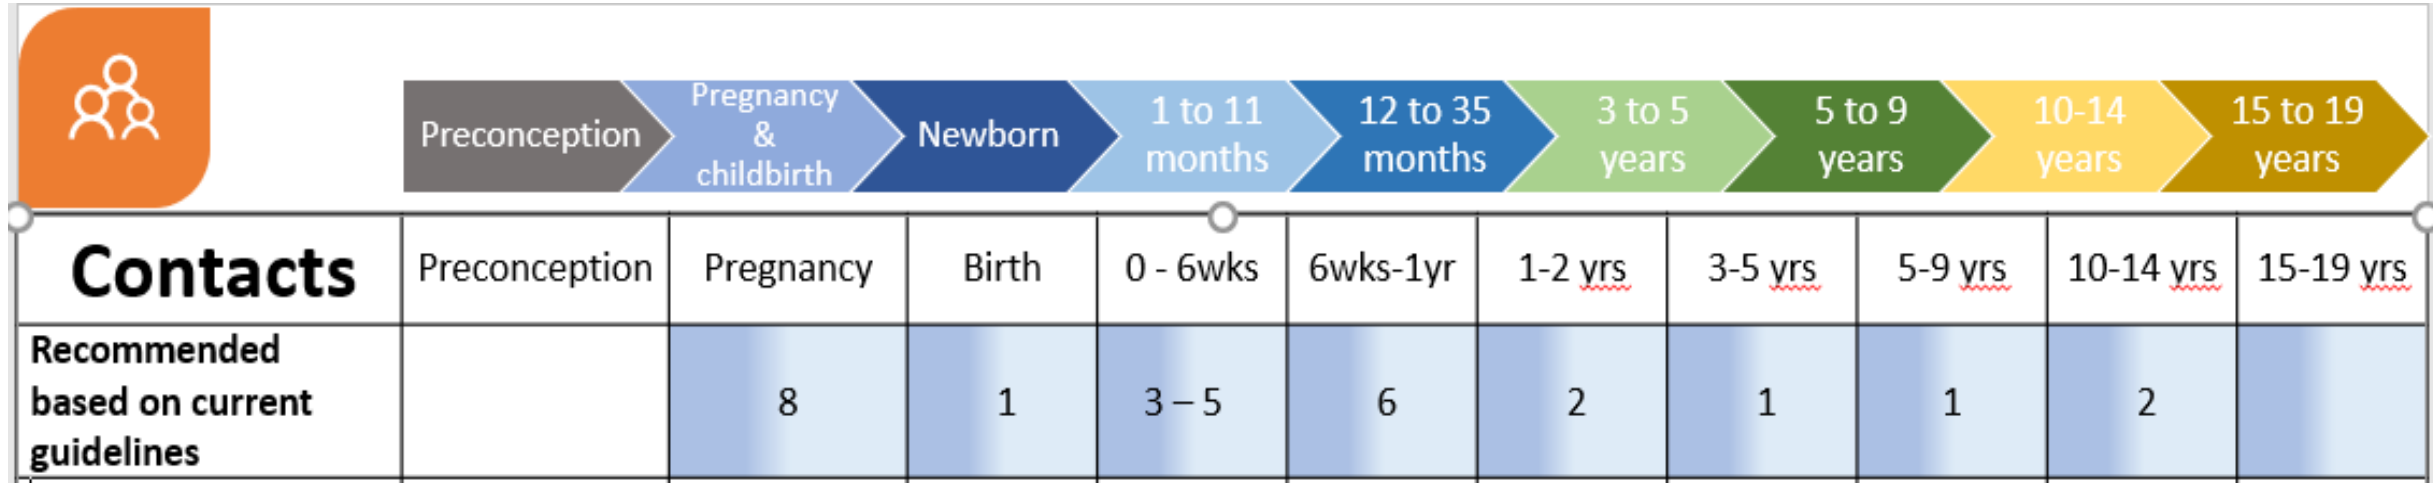 Preconception
Pregnancy
&
childbirth
Newborn
1 to 11
months
12 to 35
months
3 to 5
years
5 to 9
years
10-14
years
15 to 19
years
Contacts Preconception Pregnancy Birth 0 - 6wks 6wks-1yr 1-2 yrs 3-5 yrs 5-9 yrs 10-14 yrs 15-19 yrs
Recommended
based on current
guidelines
8 1 3 – 5 6 2 1 1 2